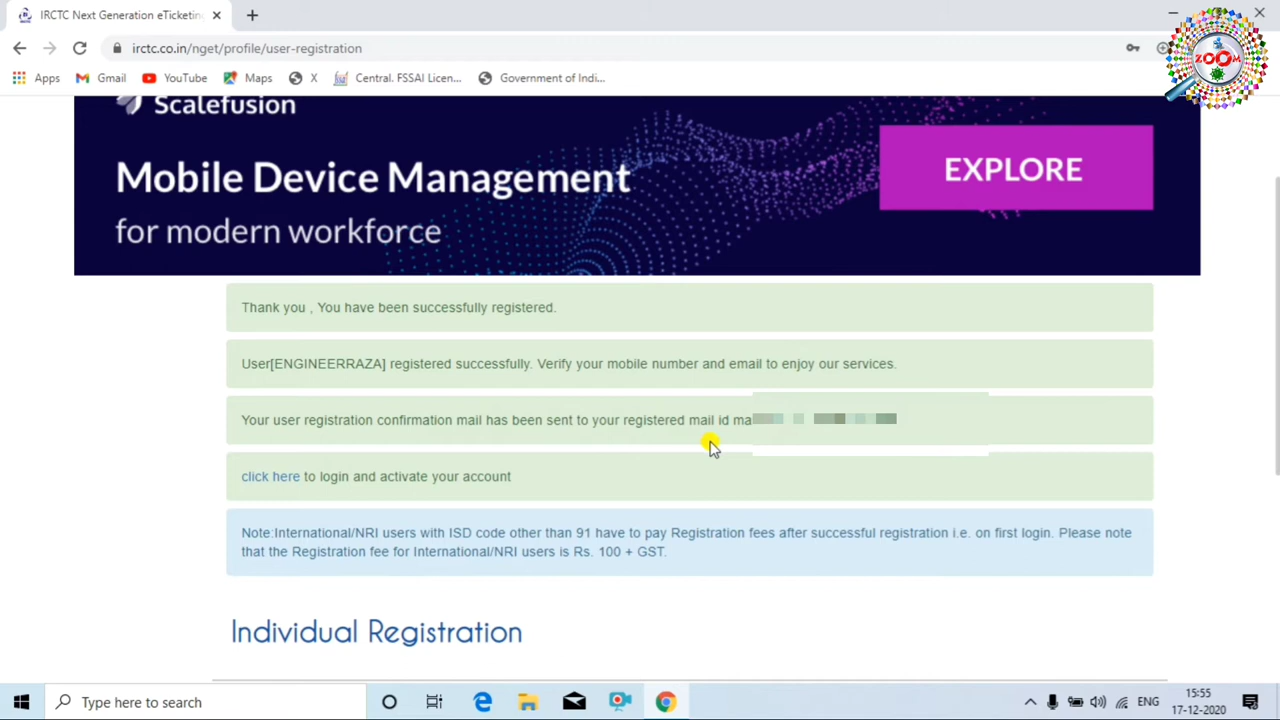 IRCTC Next Generation eTicketing
irctc.co.in/nget/profile/user-registration
Apps Gmail YouTube Maps X Central. FSSAI Licen... Government of Indi...
ZOOM
Scalefusion
Mobile Device Management
for modern workforce
EXPLORE
Thank you , You have been successfully registered.
User[ENGINEERRAZA] registered successfully. Verify your mobile number and email to enjoy our services.
Your user registration confirmation mail has been sent to your registered mail id ma
click here to login and activate your account
Note:International/NRI users with ISD code other than 91 have to pay Registration fees after successful registration i.e. on first login. Please note
that the Registration fee for International/NRI users is Rs. 100 + GST.
Individual Registration
Type here to search
ENG
15:55
17-12-2020